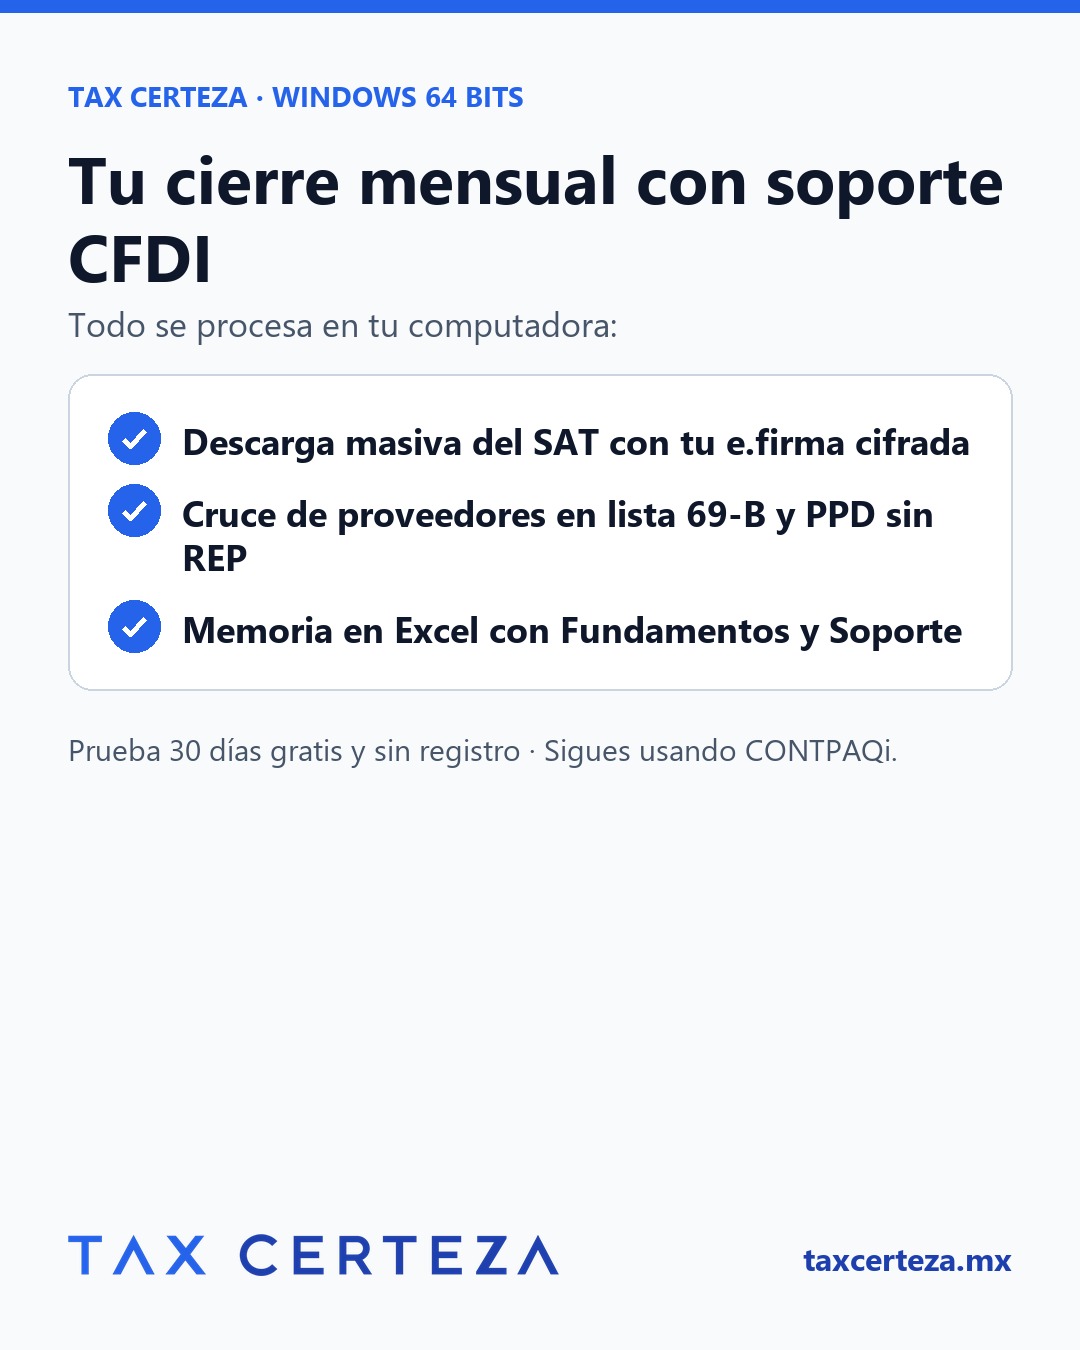 TAX CERTEZA · WINDOWS 64 BITS
Tu cierre mensual con soporte
CFDI
Todo se procesa en tu computadora:
Descarga masiva del SAT con tu e.firma cifrada
Cruce de proveedores en lista 69-B y PPD sin
REP
Memoria en Excel con Fundamentos y Soporte
Prueba 30 días gratis y sin registro · Sigues usando CONTPAQi.
TAX CERTEZA
taxcerteza.mx